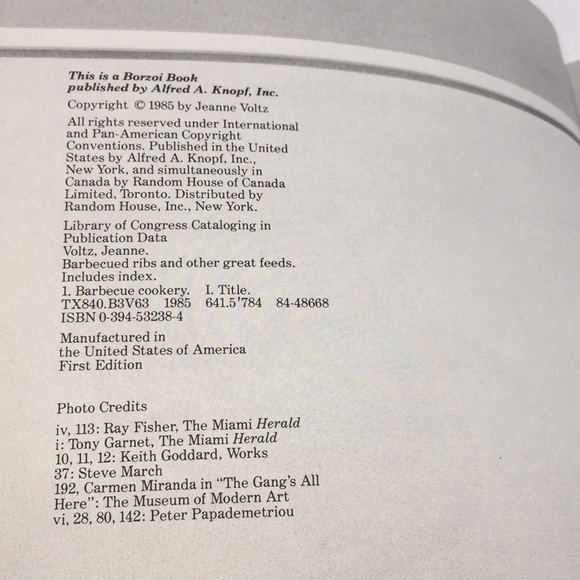 This is a Borzoi Book
published by Alfred A. Knopf, Inc.
Copyright © 1985 by Jeanne Voltz
All rights reserved under International
and Pan-American Copyright
Conventions. Published in the United
States by Alfred A. Knopf, Inc.,
New York, and simultaneously in
Canada by Random House of Canada
Limited, Toronto. Distributed by
Random House, Inc., New York.
Library of Congress Cataloging in
Publication Data
Voltz, Jeanne.
Barbecued ribs and other great feeds.
Includes index.
1. Barbecue cookery. I. Title.
TX840.B3V63 1985 641.5'784 84-48668
ISBN 0-394-53238-4
Manufactured in
the United States of America
First Edition
Photo Credits
iv, 113: Ray Fisher, The Miami Herald
i: Tony Garnet, The Miami Herald
10, 11, 12: Keith Goddard, Works
37: Steve March
192, Carmen Miranda in "The Gang's All
Here": The Museum of Modern Art
vi, 28, 80, 142: Peter Papademetriou